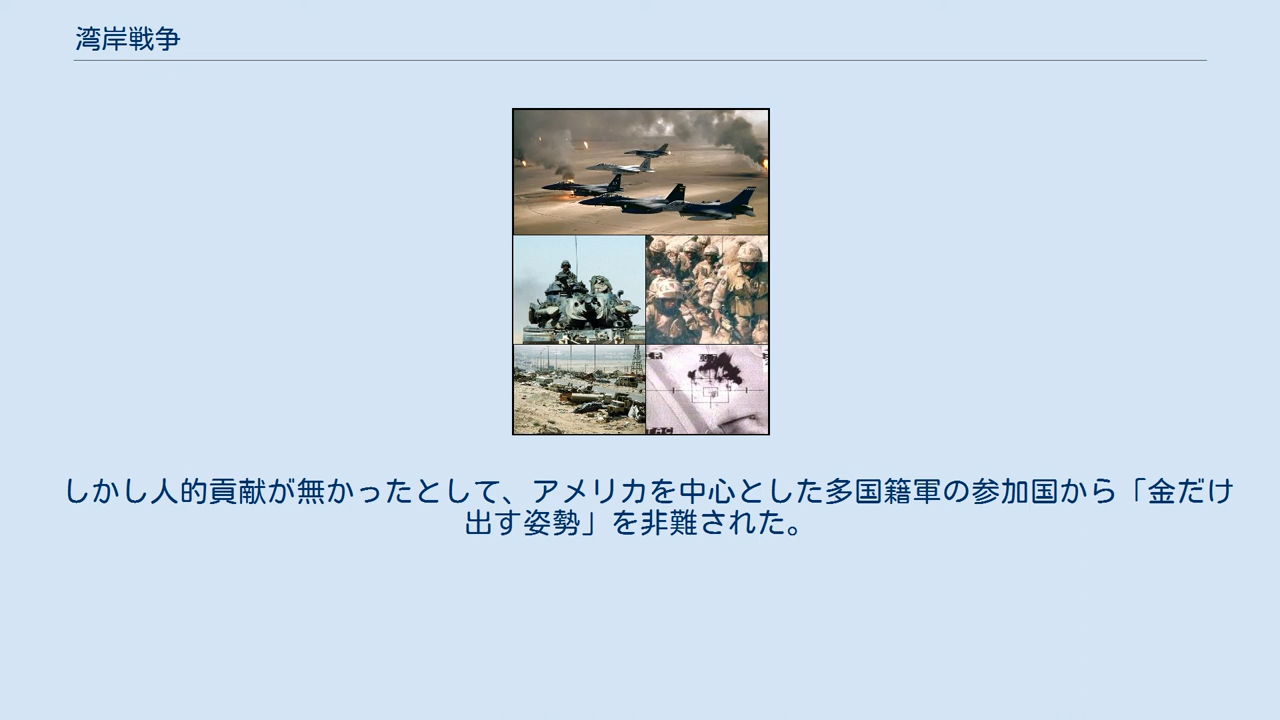 湾岸戦争
しかし人的貢献が無かったとして、アメリカを中心とした多国籍軍の参加国から「金だけ
出す姿勢」を非難された。